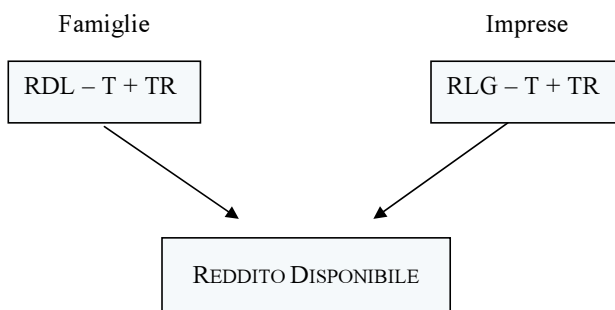 Famiglie
Imprese
RDL – T + TR
RLG – T + TR
REDDITO DISPONIBILE